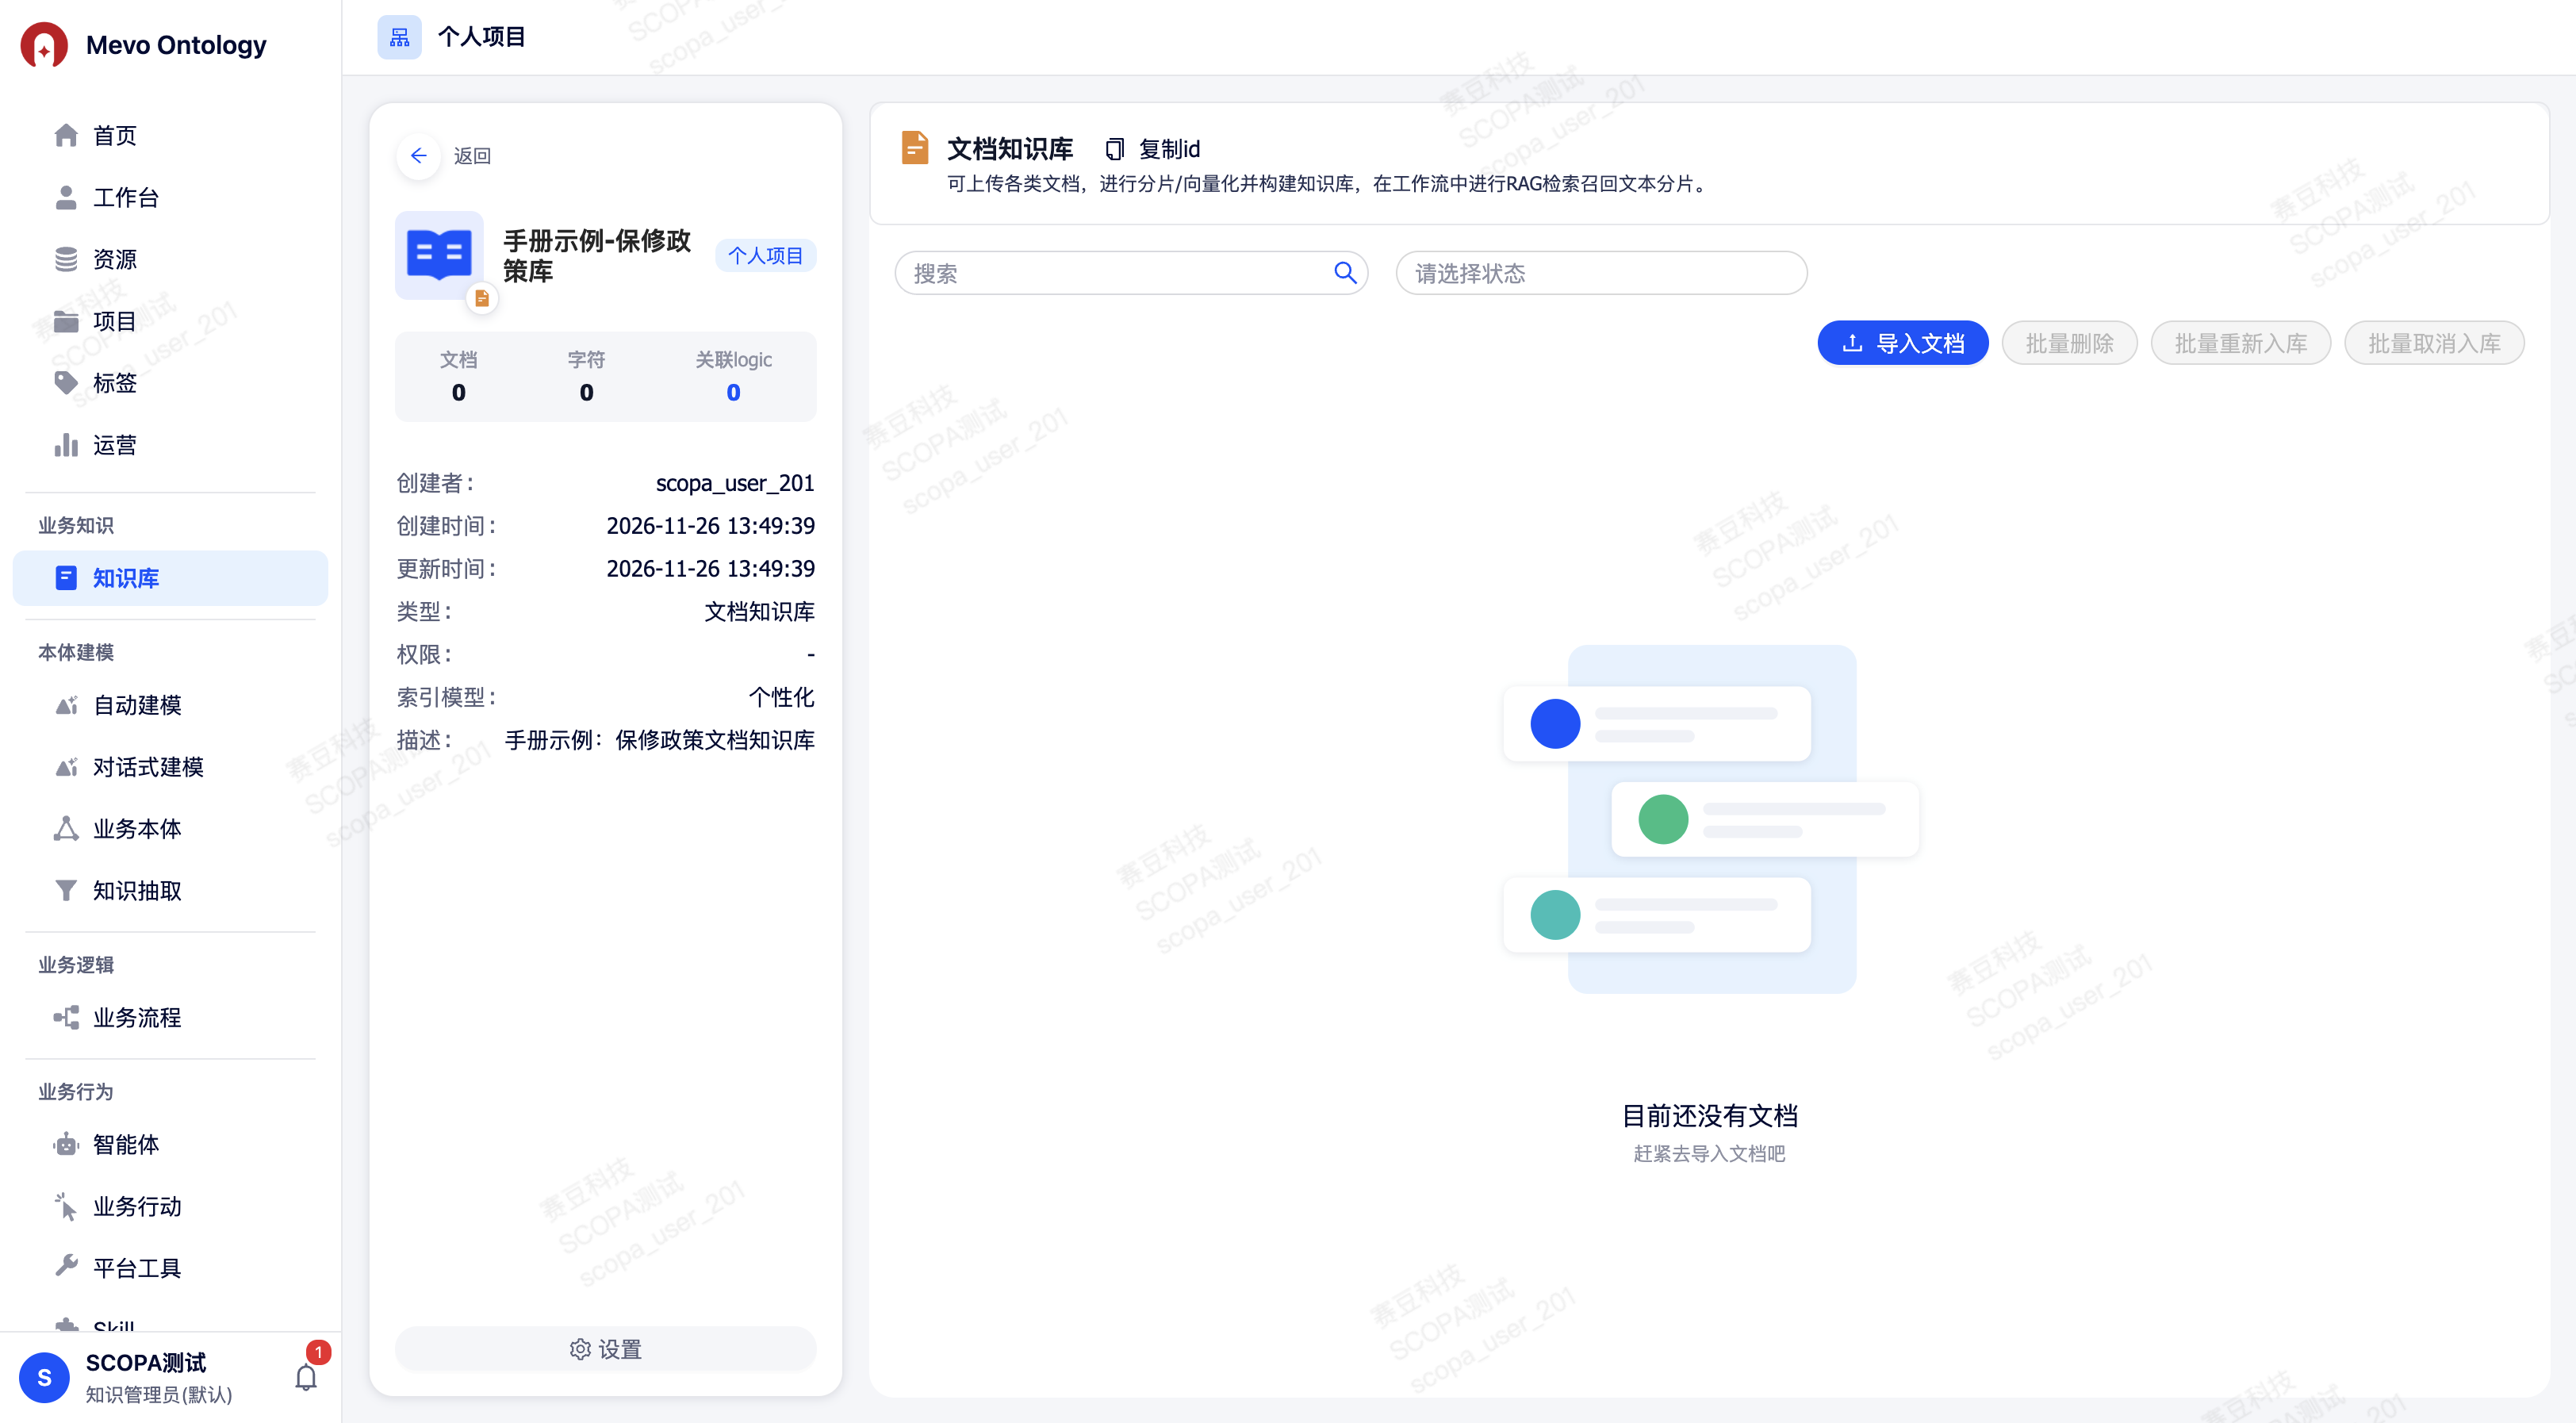 Mevo Ontology
首页
工作台
资源
项目
标签
运营
业务知识
知识库
本体建模
自动建模
对话式建模
业务本体
知识抽取
业务逻辑
业务流程
业务行为
智能体
业务行动
平台工具
Skill
S
SCOPA测试
知识管理员(默认)
1
个人项目
返回
手册示例-保修政
策库
个人项目
文档
字符
关联logic
0
0
0
创建者：
scopa_user_201
创建时间：
2026-11-26 13:49:39
更新时间：
2026-11-26 13:49:39
类型：
文档知识库
权限：
-
索引模型：
个性化
描述：
手册示例：保修政策文档知识库
设置
文档知识库
复制id
可上传各类文档，进行分片/向量化并构建知识库，在工作流中进行RAG检索召回文本分片。
搜索
请选择状态
导入文档
批量删除
批量重新入库
批量取消入库
目前还没有文档
赶紧去导入文档吧
赛豆科技
SCOPA测试
scopa_user_201